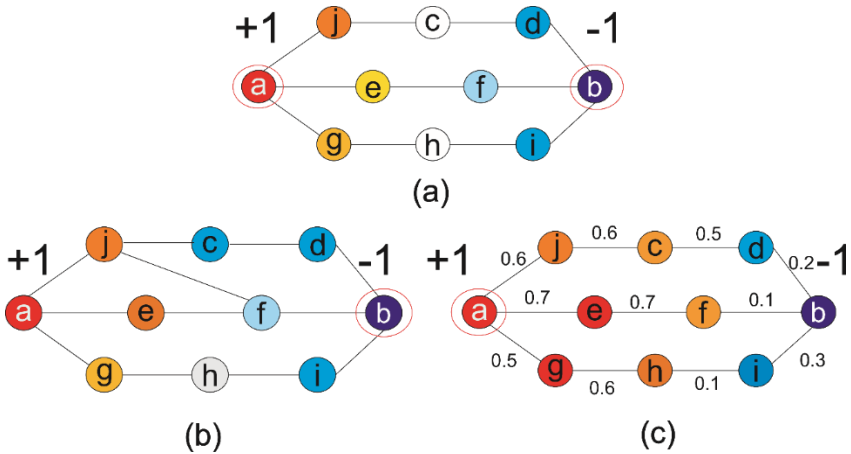 +1 j c d -1
a e f b
g h i
(a)
+1 j c d -1
a e f b
g h i
(b)
+1 j 0.6 c 0.5 d 0.2 -1
0.6
a 0.7 e 0.7 f 0.1 b
0.5 g 0.6 h 0.1 i 0.3
(c)